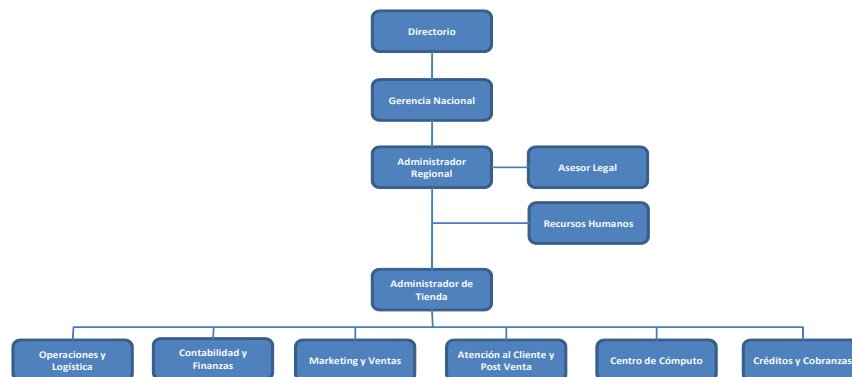 Directorio
Gerencia Nacional
Administrador
Regional
Asesor Legal
Recursos Humanos
Administrador de
Tienda
Operaciones y
Logística
Contabilidad y
Finanzas
Marketing y Ventas
Atención al Cliente y
Post Venta
Centro de Cómputo
Créditos y Cobranzas